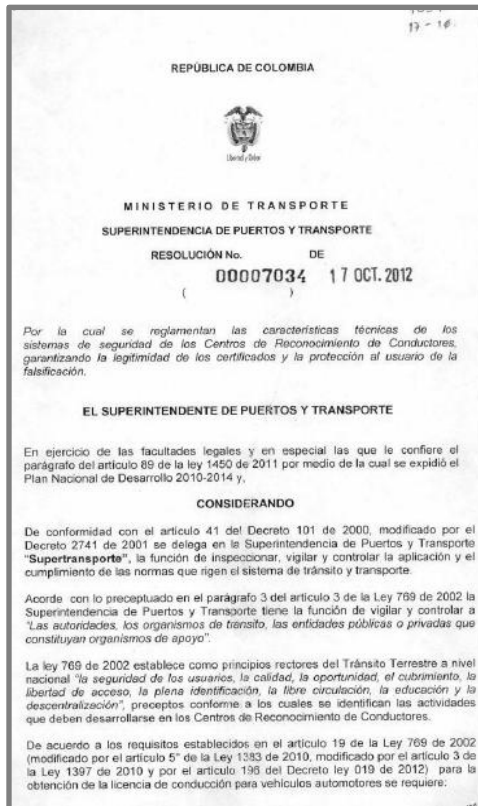 17-10
REPÚBLICA DE COLOMBIA
Libertad y Orden
MINISTERIO DE TRANSPORTE
SUPERINTENDENCIA DE PUERTOS Y TRANSPORTE
RESOLUCIÓN No. DE
00007034 17 OCT. 2012
( )
Por la cual se reglamentan las características técnicas de los
sistemas de seguridad de los Centros de Reconocimiento de Conductores,
garantizando la legitimidad de los certificados y la protección al usuario de la
falsificación.
EL SUPERINTENDENTE DE PUERTOS Y TRANSPORTE
En ejercicio de las facultades legales y en especial las que le confiere el
parágrafo del articulo 89 de la ley 1450 de 2011 por medio de la cual se expidió el
Plan Nacional de Desarrollo 2010-2014 y,
CONSIDERANDO
De conformidad con el artículo 41 del Decreto 101 de 2000, modificado por el
Decreto 2741 de 2001 se delega en la Superintendencia de Puertos y Transporte
"Supertransporte", la función de inspeccionar, vigilar y controlar la aplicación y el
cumplimiento de las normas que rigen el sistema de tránsito y transporte.
Acorde con lo preceptuado en el parágrafo 3 del articulo 3 de la Ley 769 de 2002 la
Superintendencia de Puertos y Transporte tiene la función de vigilar y controlar a
"Las autoridades, los organismos de transito, las entidades públicas o privadas que
constituyan organismos de apoyo".
La ley 769 de 2002 establece como principios rectores del Tránsito Terrestre a nivel
nacional "la seguridad de los usuarios, la calidad, la oportunidad, el cubrimiento, la
libertad de acceso, la plena identificación, la libre circulación, la educación y la
descentralización", preceptos conforme a los cuales se identifican las actividades
que deben desarrollarse en los Centros de Reconocimiento de Conductores.
De acuerdo a los requisitos establecidos en el artículo 19 de la Ley 769 de 2002
(modificado por el artículo 5° de la Ley 1383 de 2010, modificado por el artículo 3 de
la Ley 1397 de 2010 y por el artículo 196 del Decreto ley 019 de 2012) para la
obtención de la licencia de conducción para vehículos automotores se requiere: